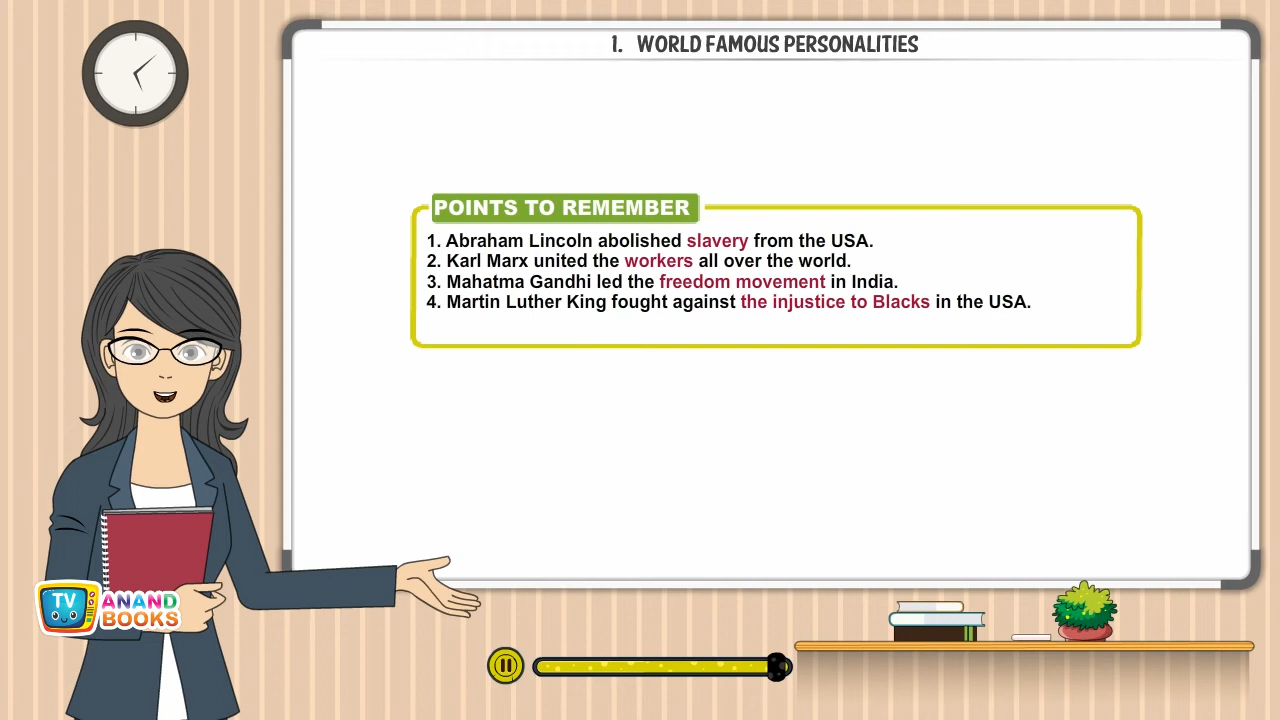 1. WORLD FAMOUS PERSONALITIES
POINTS TO REMEMBER
1. Abraham Lincoln abolished slavery from the USA.
2. Karl Marx united the workers all over the world.
3. Mahatma Gandhi led the freedom movement in India.
4. Martin Luther King fought against the injustice to Blacks in the USA.
TV
ANAND
BOOKS